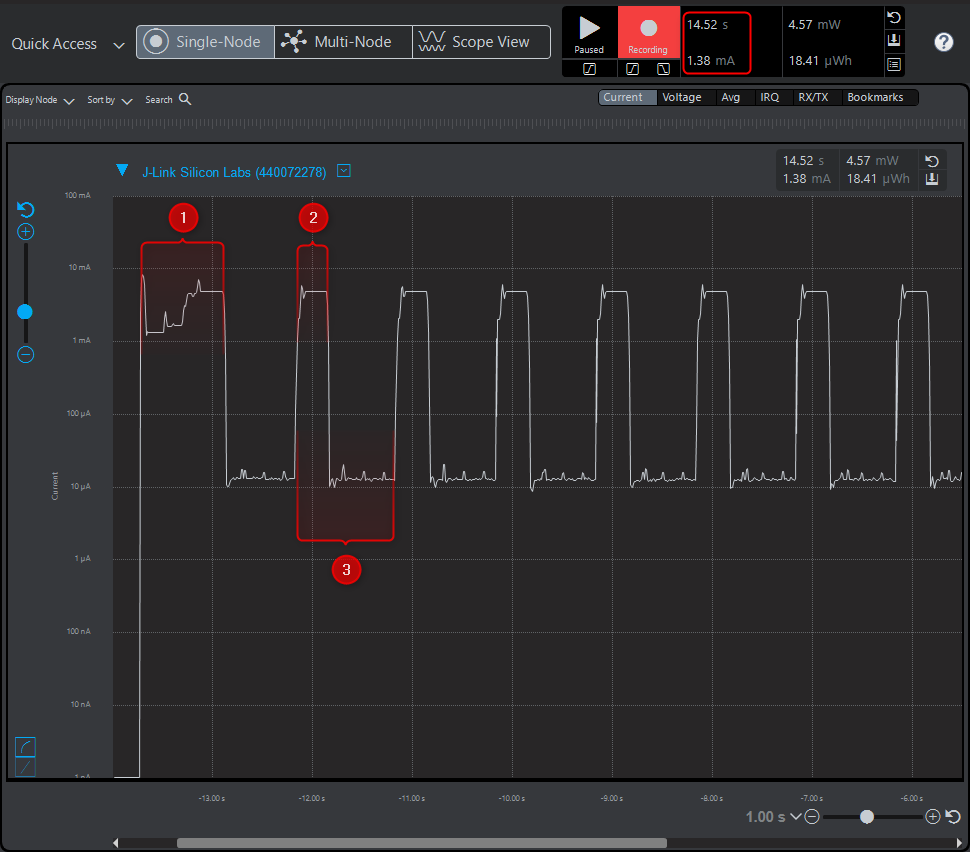 Quick Access
Single-Node
Multi-Node
Scope View
Paused
Recording
14.52 s
1.38 mA
4.57 mW
18.41 µWh
?
Display Node
Sort by
Search
Current
Voltage
Avg
IRQ
RX/TX
Bookmarks
J-Link Silicon Labs (440072278)
14.52 s
4.57 mW
1.38 mA
18.41 µWh
100 mA
10 mA
1 mA
100 µA
10 µA
1 µA
100 nA
10 nA
1 nA
Current
1
2
3
-13.00 s
-12.00 s
-11.00 s
-10.00 s
-9.00 s
-8.00 s
-7.00 s
-6.00 s
1.00 s